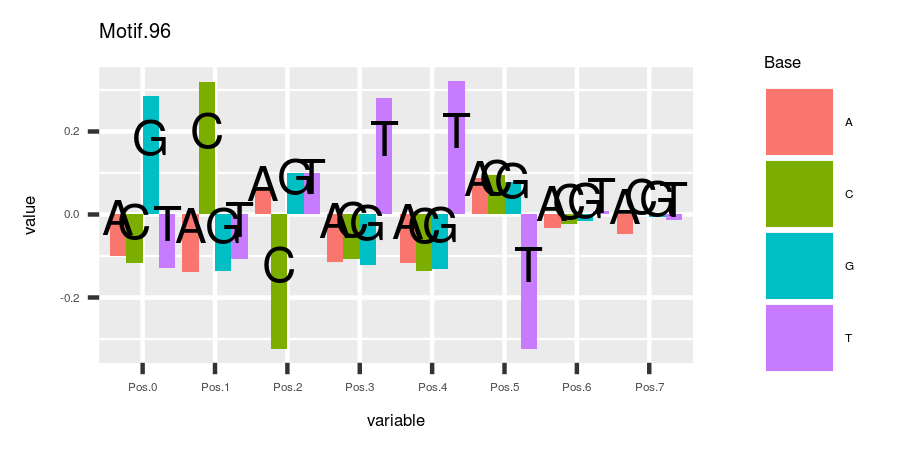 Motif.96
Base
A
C
G
T
value
0.2
0.0
-0.2
A C G T
A C G T
A C G T
A C G T
A C G T
A C G T
A C G T
A C G T
Pos.0 Pos.1 Pos.2 Pos.3 Pos.4 Pos.5 Pos.6 Pos.7
variable